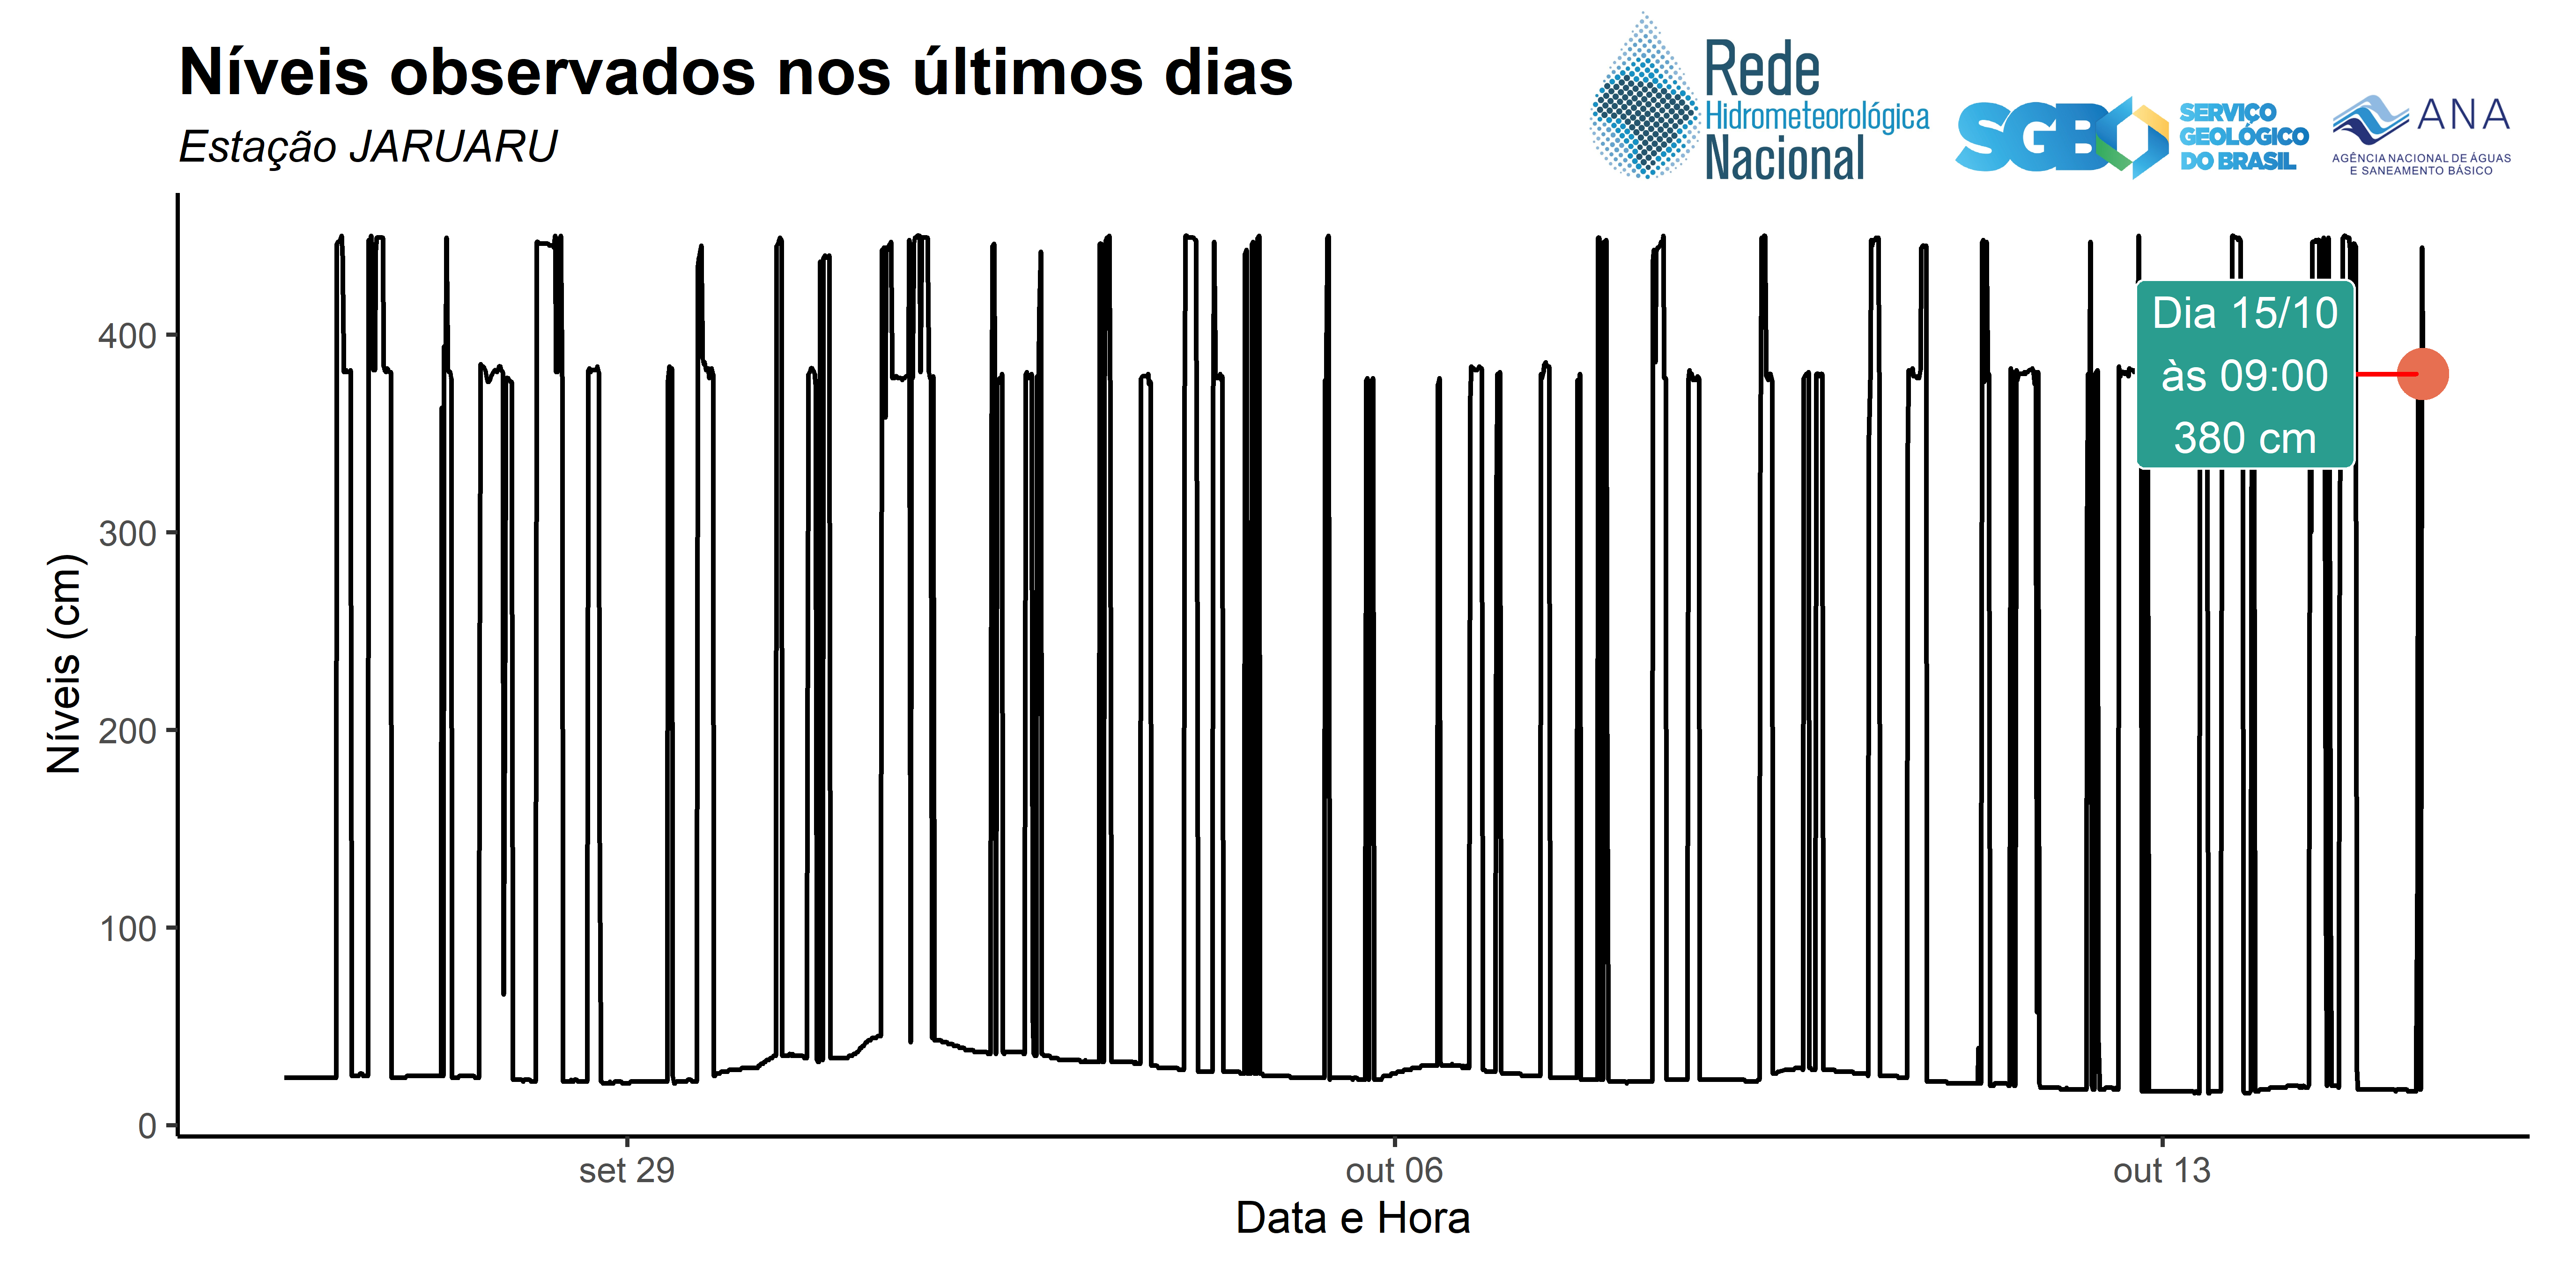 Níveis observados nos últimos dias
Estação JARUARU
Rede
Hidrometeorológica
Nacional
SGB
SERVIÇO
GEOLÓGICO
DO BRASIL
ANA
AGÊNCIA NACIONAL DE ÁGUAS
E SANEAMENTO BÁSICO
Níveis (cm)
400
300
200
100
0
Dia 15/10
às 09:00
380 cm
set 29
out 06
out 13
Data e Hora